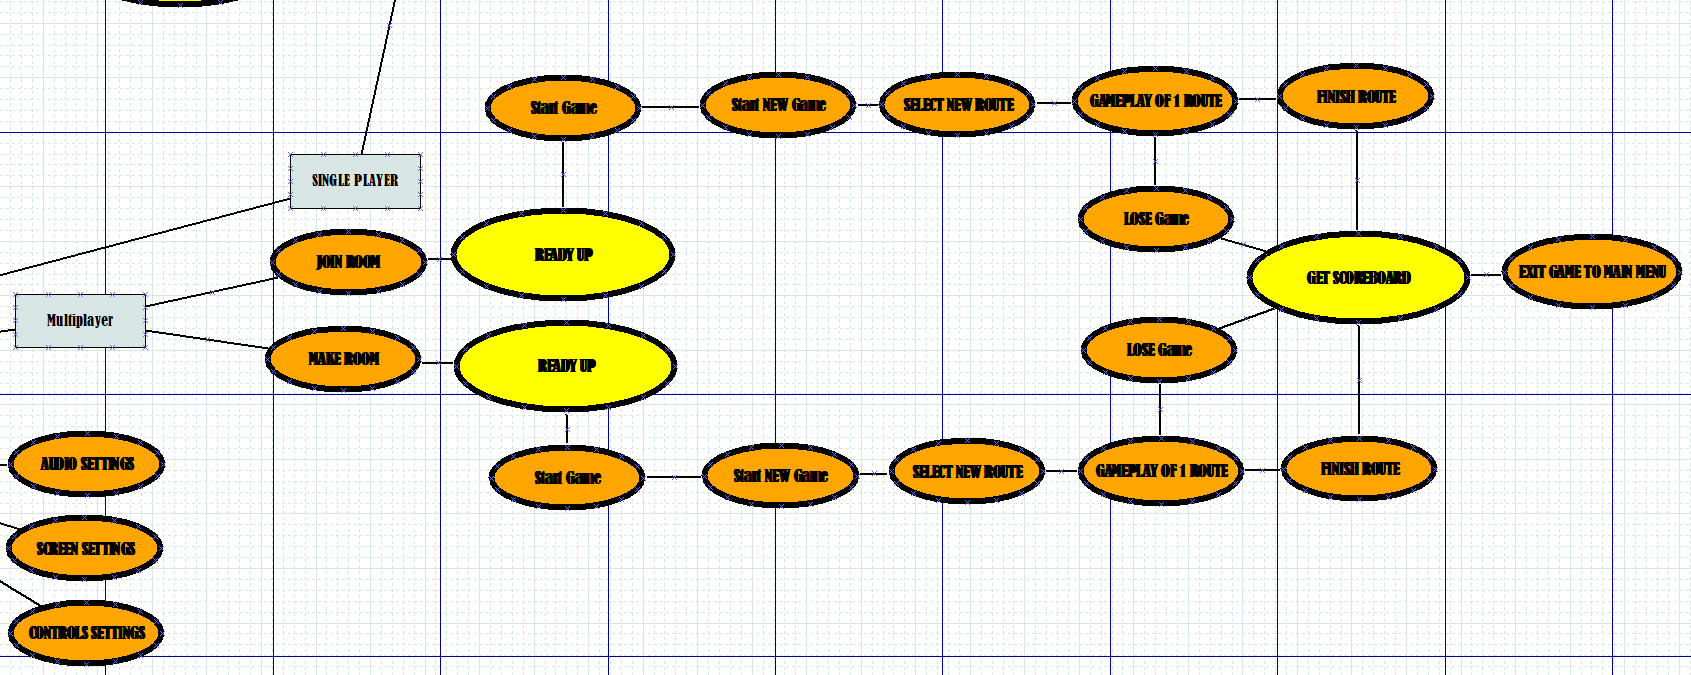 Start Game
Start NEW Game
SELECT NEW ROUTE
GAMEPLAY OF 1 ROUTE
FINISH ROUTE
SINGLE PLAYER
LOSE Game
JOIN ROOM
READY UP
GET SCOREBOARD
EXIT GAME TO MAIN MENU
Multiplayer
MAKE ROOM
READY UP
LOSE Game
AUDIO SETTINGS
Start Game
Start NEW Game
SELECT NEW ROUTE
GAMEPLAY OF 1 ROUTE
FINISH ROUTE
SCREEN SETTINGS
CONTROLS SETTINGS